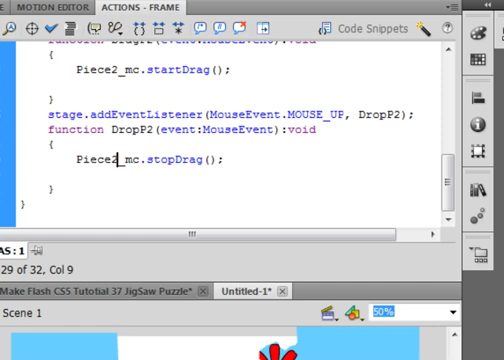 MOTION EDITOR ACTIONS - FRAME
Code Snippets
function DragP2(event:MouseEvent):void
{
Piece2_mc.startDrag();
}
stage.addEventListener(MouseEvent.MOUSE_UP, DropP2);
function DropP2(event:MouseEvent):void
{
Piece2_mc.stopDrag();
}
}
AS : 1
29 of 32, Col 9
Make Flash CS5 Tutotial 37 JigSaw Puzzle* Untitled-1*
Scene 1 50%